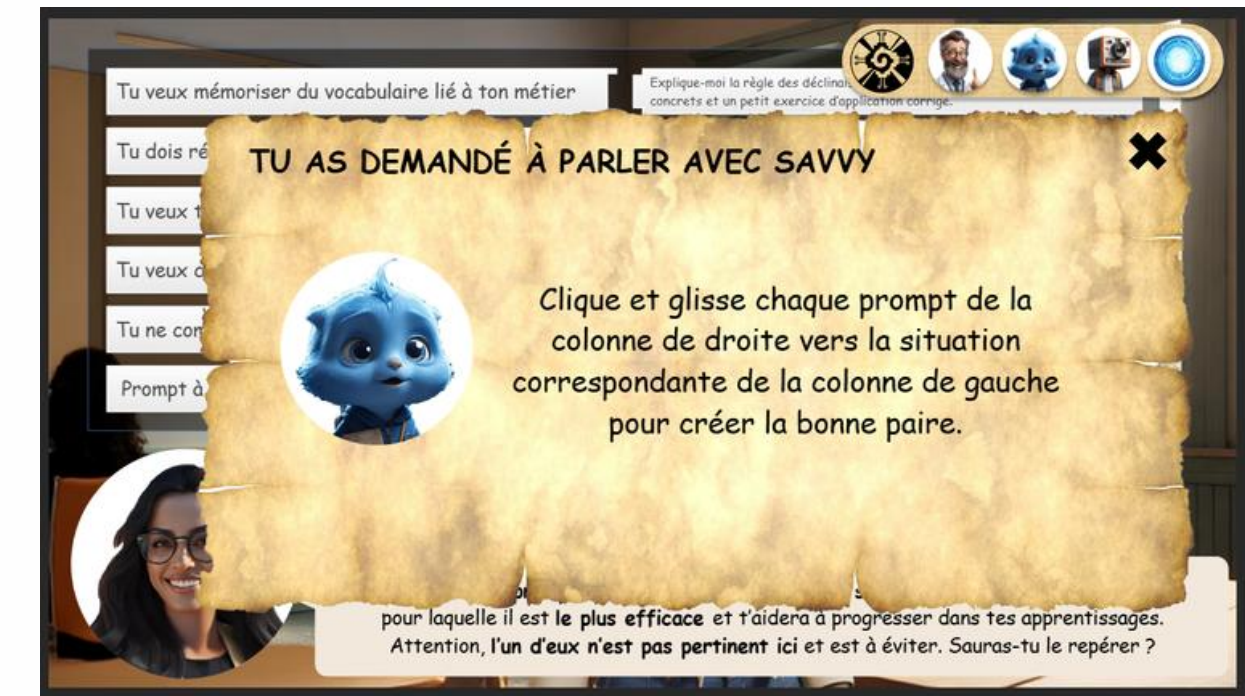 Tu veux mémoriser du vocabulaire lié à ton métier
Explique-moi la règle des
concrets et un petit exercice d'application corrigé.
Tu dois
Tu veux
Tu veux
Tu ne
Prompt à
TU AS DEMANDÉ À PARLER AVEC SAVVY
Clique et glisse chaque prompt de la
colonne de droite vers la situation
correspondante de la colonne de gauche
pour créer la bonne paire.
pour laquelle il est le plus efficace et t'aidera à progresser dans tes apprentissages.
Attention, l'un d'eux n'est pas pertinent ici et est à éviter. Sauras-tu le repérer ?